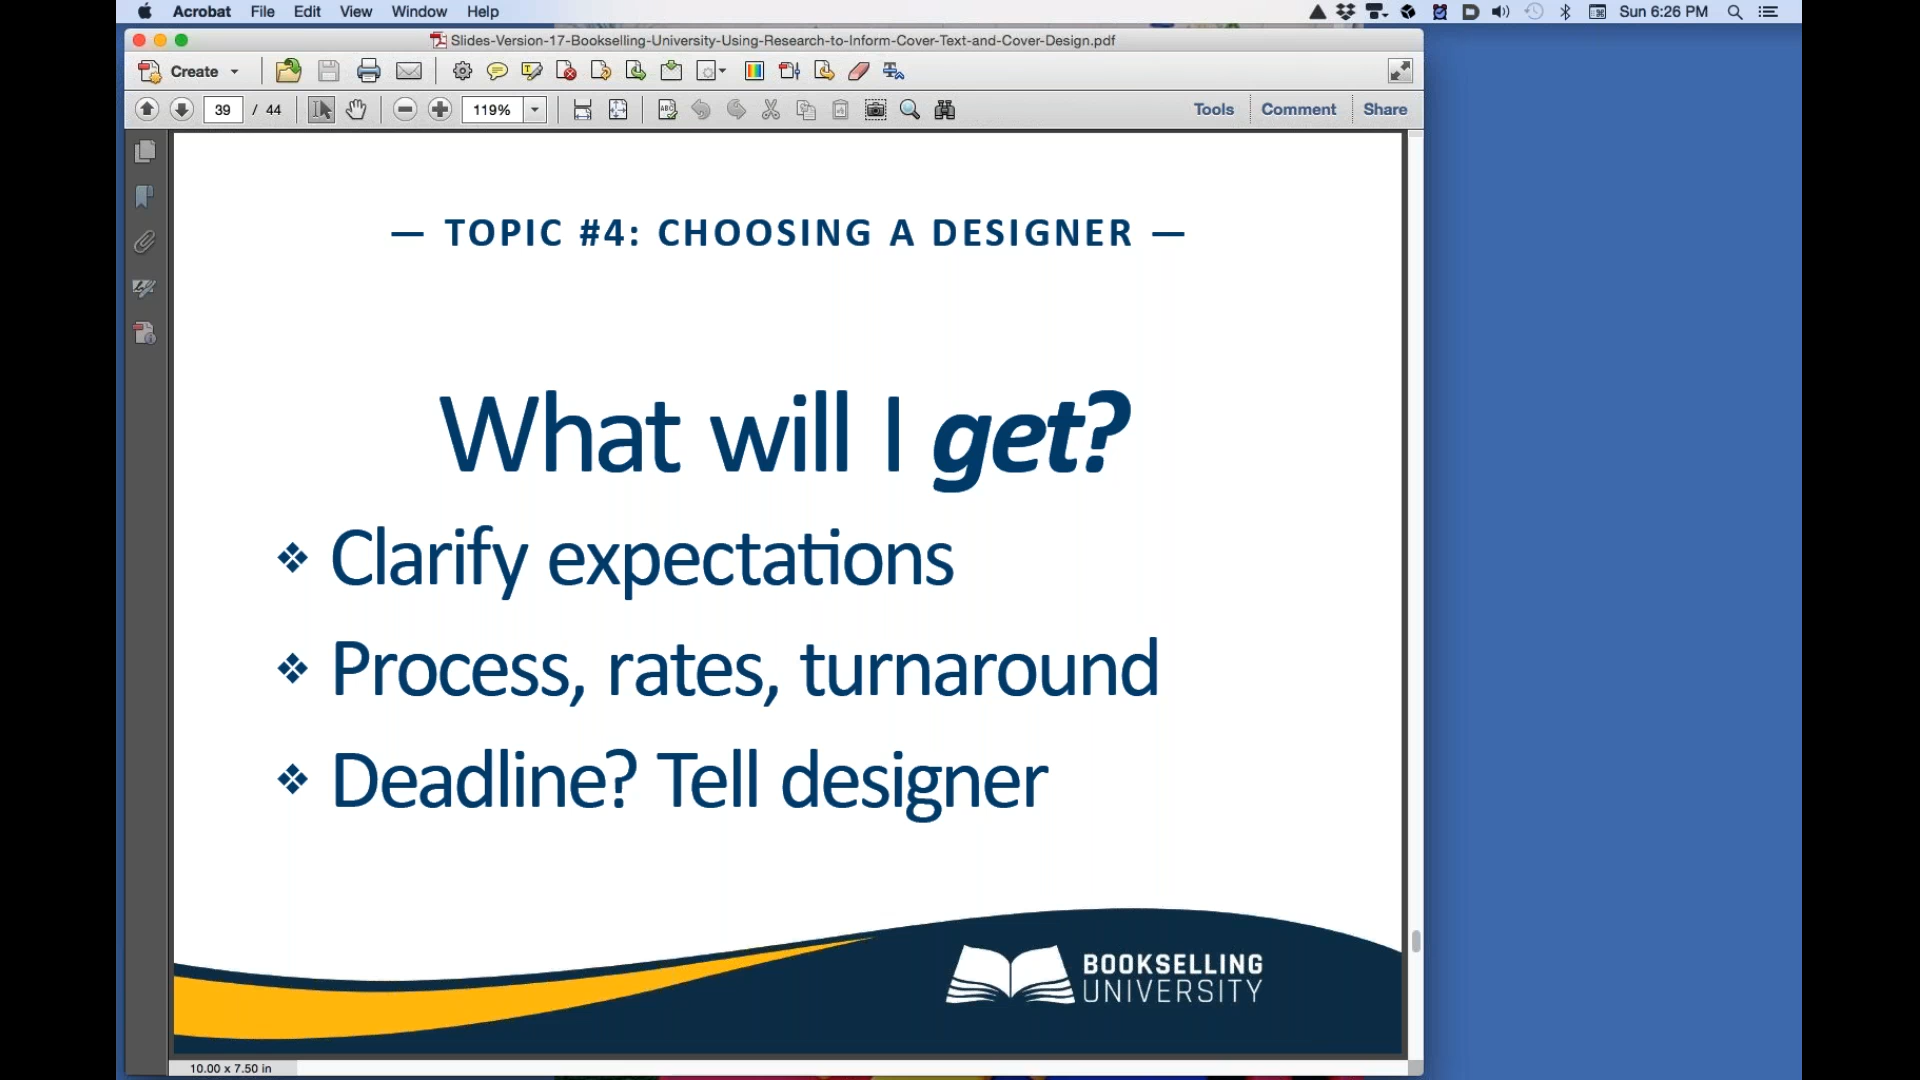 Acrobat File Edit View Window Help Sun 6:26 PM
Slides-Version-17-Bookselling-University-Using-Research-to-Inform-Cover-Text-and-Cover-Design.pdf
Create
39 / 44 119% Tools Comment Share
— TOPIC #4: CHOOSING A DESIGNER —
What will I get?
❖ Clarify expectations
❖ Process, rates, turnaround
❖ Deadline? Tell designer
BOOKSELLING
UNIVERSITY
10.00 x 7.50 in